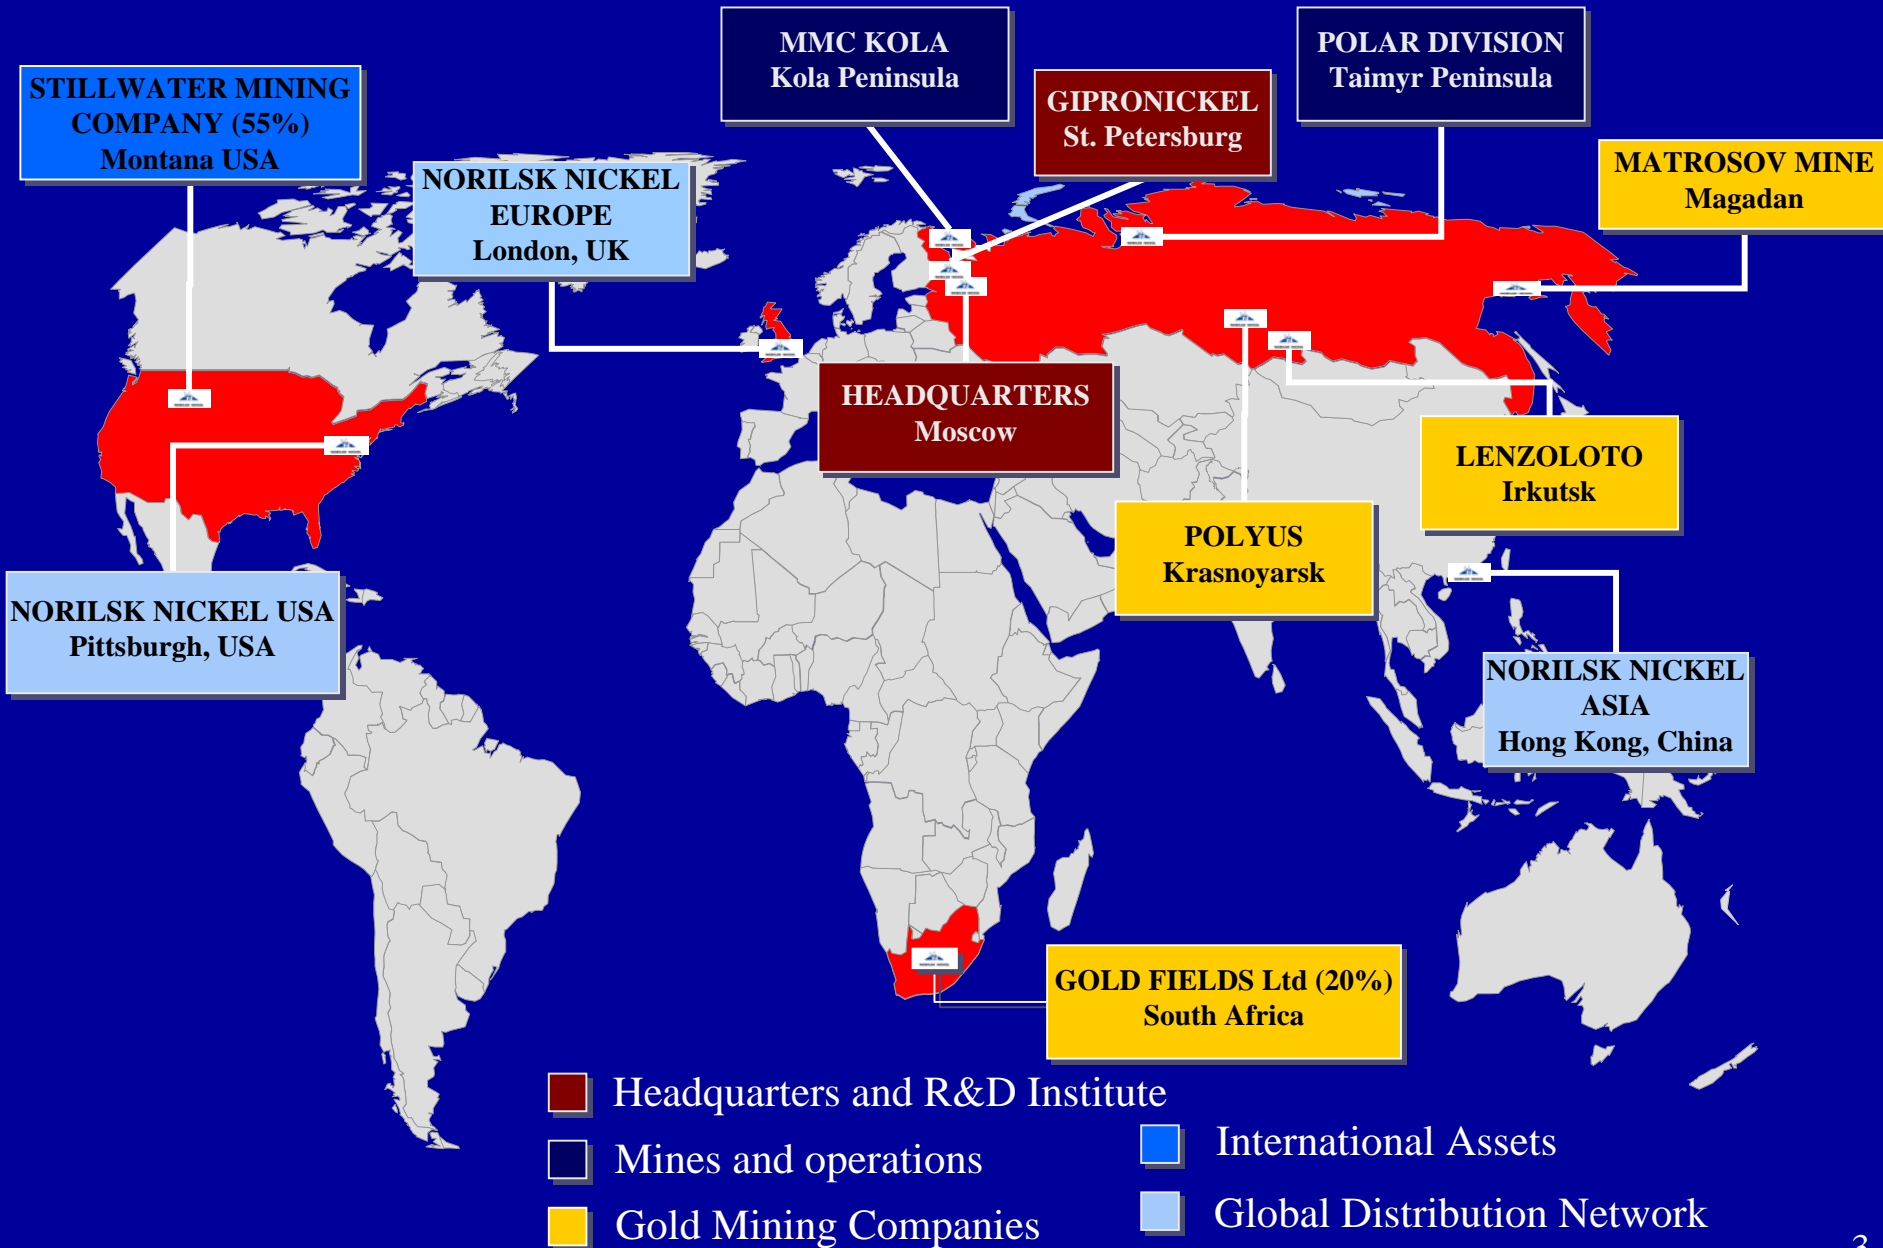 MMC KOLA
Kola Peninsula
POLAR DIVISION
Taimyr Peninsula
STILLWATER MINING
COMPANY (55%)
Montana USA
GIPRONICKEL
St. Petersburg
MATROSOV MINE
Magadan
NORILSK NICKEL
EUROPE
London, UK
HEADQUARTERS
Moscow
LENZOLOTO
Irkutsk
POLYUS
Krasnoyarsk
NORILSK NICKEL USA
Pittsburgh, USA
NORILSK NICKEL
ASIA
Hong Kong, China
GOLD FIELDS Ltd (20%)
South Africa
Headquarters and R&D Institute
Mines and operations
Gold Mining Companies
International Assets
Global Distribution Network
3